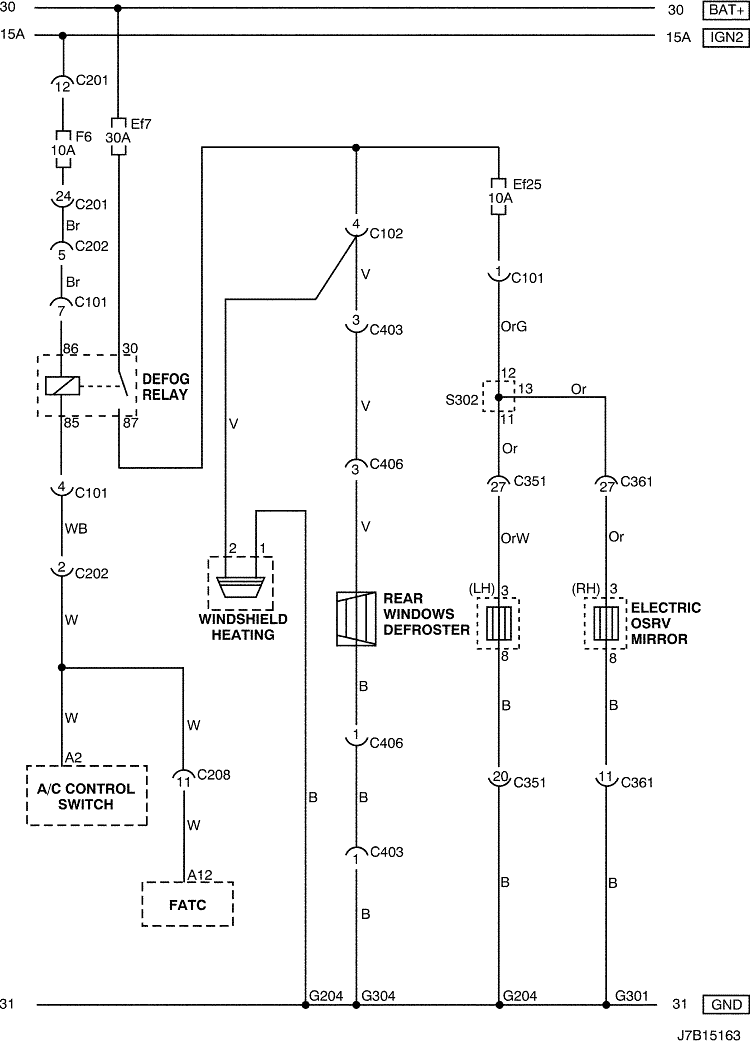 30
30
BAT+
15A
15A
IGN2
12
C201
F6
10A
Ef7
30A
24
C201
Br
5
C202
Br
7
C101
86
30
DEFOG
RELAY
85
87
4
C101
WB
2
C202
W
W
W
A2
A/C CONTROL
SWITCH
11
C208
W
A12
FATC
4
C102
V
3
C403
V
V
3
C406
V
2
1
WINDSHIELD
HEATING
B
REAR
WINDOWS
DEFROSTER
B
1
C406
B
1
C403
B
Ef25
10A
1
C101
OrG
12
S302
13
Or
11
Or
27
C351
27
C361
OrW
Or
(LH)
3
(RH)
3
ELECTRIC
OSRV
MIRROR
8
8
B
B
20
C351
11
C361
B
B
31
G204
G304
G204
G301
31
GND
J7B15163